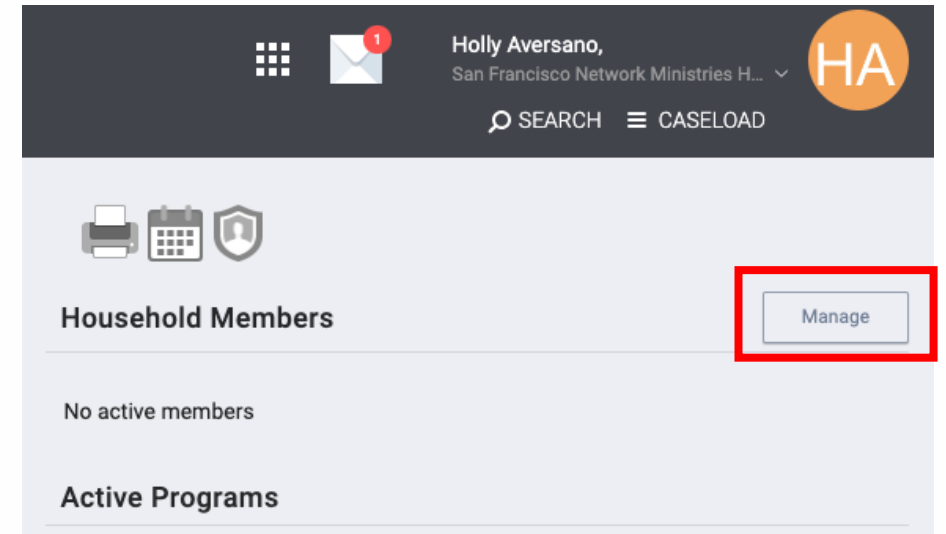 1
Holly Aversano,
San Francisco Network Ministries H...
HA
SEARCH
CASELOAD
Household Members
Manage
No active members
Active Programs